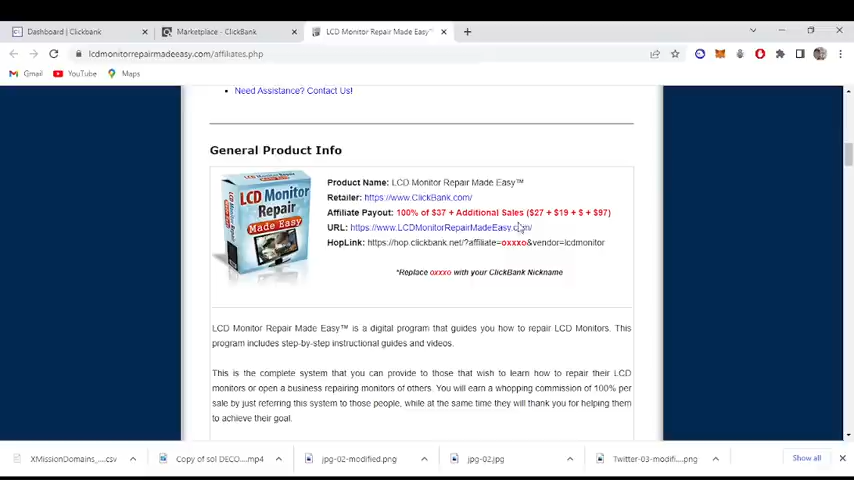 Dashboard | Clickbank
Marketplace - ClickBank
LCD Monitor Repair Made Easy™
lcdmonitorrepairmadeeasy.com/affiliates.php
Gmail
YouTube
Maps
Need Assistance? Contact Us!
General Product Info
LCD Monitor
Repair
Made Easy
Product Name: LCD Monitor Repair Made Easy™
Retailer: https://www.ClickBank.com/
Affiliate Payout: 100% of $37 + Additional Sales ($27 + $19 + $ + $97)
URL: https://www.LCDMonitorRepairMadeEasy.com/
HopLink: https://hop.clickbank.net/?affiliate=oxxxo&vendor=lcdmonitor
*Replace oxxxo with your ClickBank Nickname
LCD Monitor Repair Made Easy™ is a digital program that guides you how to repair LCD Monitors. This
program includes step-by-step instructional guides and videos.
This is the complete system that you can provide to those that wish to learn how to repair their LCD
monitors or open a business repairing monitors of others. You will earn a whopping commission of 100% per
sale by just referring this system to those people, while at the same time they will thank you for helping them
to achieve their goal.
XMissionDomains_....csv
Copy of sol DECO....mp4
jpg-02-modified.png
jpg-02.jpg
Twitter-03-modifi....png
Show all